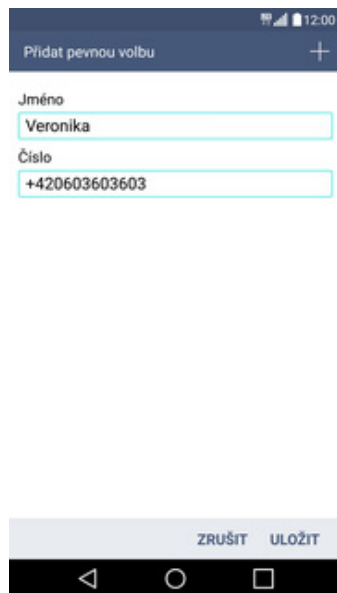 12:00
Přidat pevnou volbu
Jméno
Veronika
Číslo
+420603603603
ZRUŠIT ULOŽIT